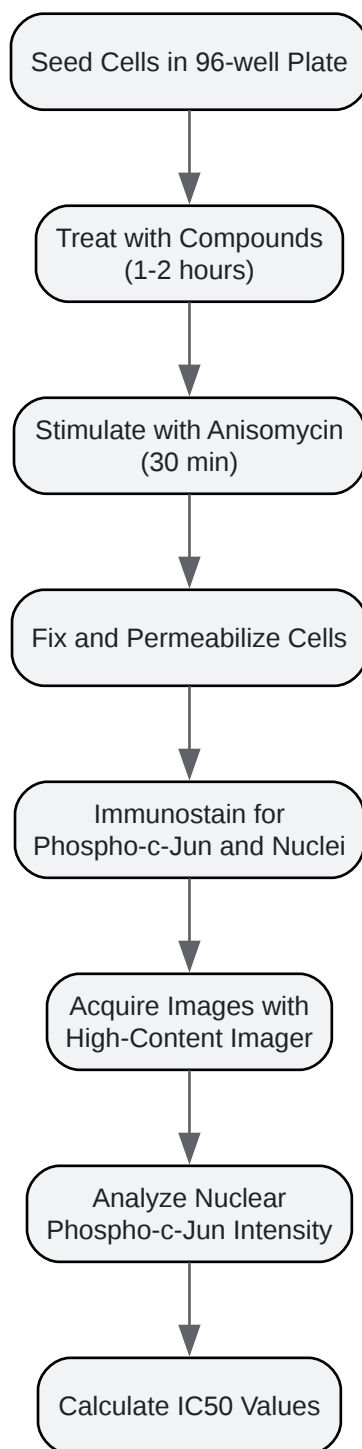 Seed Cells in 96-well Plate
Treat with Compounds
(1-2 hours)
Stimulate with Anisomycin
(30 min)
Fix and Permeabilize Cells
Immunostain for
Phospho-c-Jun and Nuclei
Acquire Images with
High-Content Imager
Analyze Nuclear
Phospho-c-Jun Intensity
Calculate IC50 Values